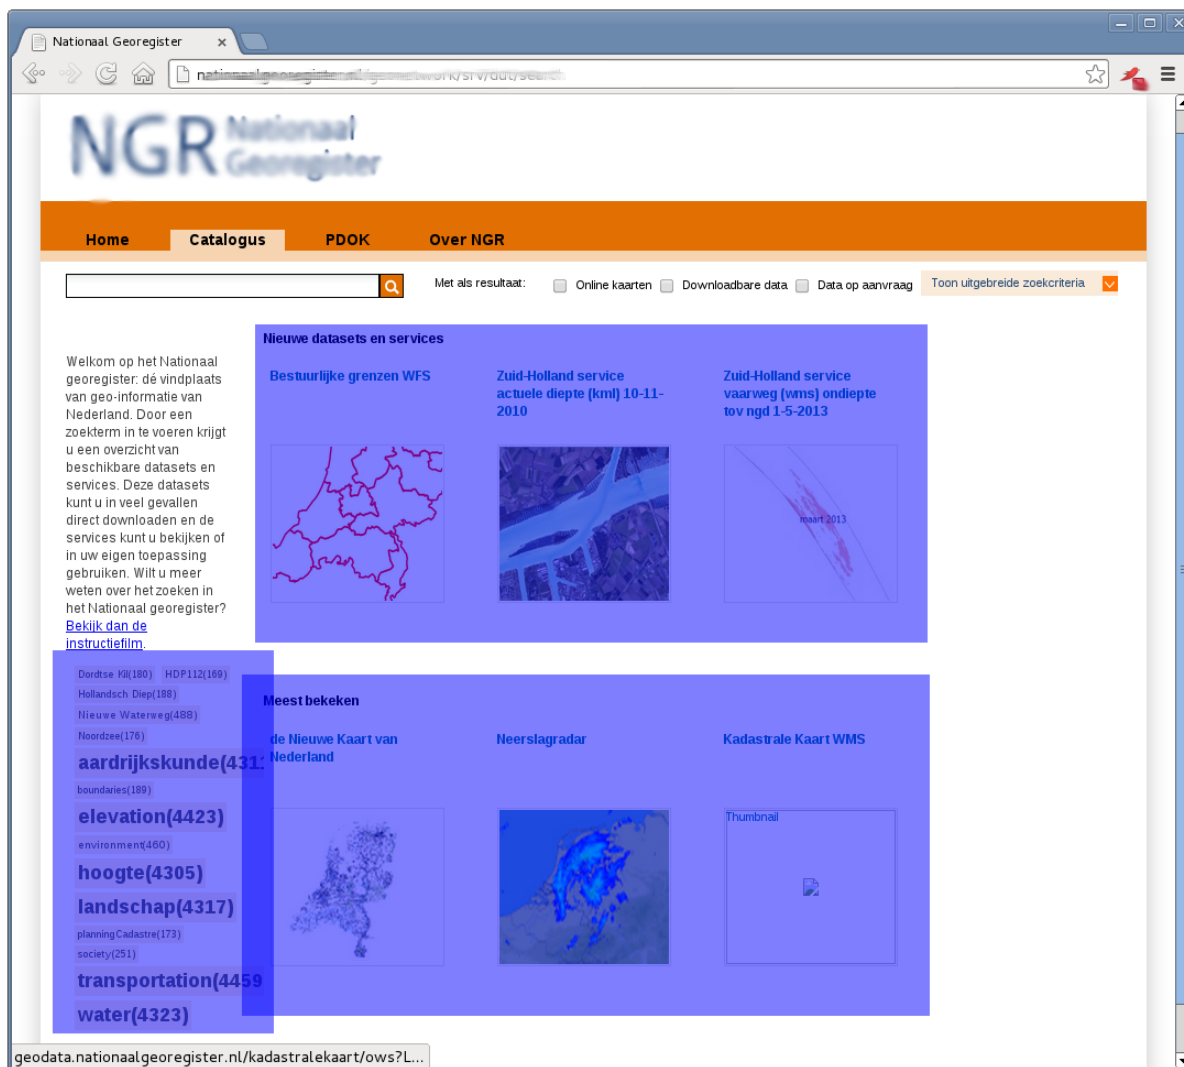 Nationaal Georegister
NGR Nationaal
Georegister
Home Catalogus PDOK Over NGR
Met als resultaat: Online kaarten Downloadbare data Data op aanvraag Toon uitgebreide zoekcriteria
Welkom op het Nationaal
georegister: dé vindplaats
van geo-informatie van
Nederland. Door een
zoekterm in te voeren krijgt
u een overzicht van
beschikbare datasets en
services. Deze datasets
kunt u in veel gevallen
direct downloaden en de
services kunt u bekijken of
in uw eigen toepassing
gebruiken. Wilt u meer
weten over het zoeken in
het Nationaal georegister?
Bekijk dan de
instructiefilm.
Dordtse Kil(180) HDP112(169)
Hollandsch Diep(188)
Nieuwe Waterweg(488)
Noordzee(176)
aardrijkskunde(4311
boundaries(189)
elevation(4423)
environment(460)
hoogte(4305)
landschap(4317)
planningCadastre(173)
society(251)
transportation(4459
water(4323)
Nieuwe datasets en services
Bestuurlijke grenzen WFS
Zuid-Holland service
actuele diepte (kml) 10-11-
2010
Zuid-Holland service
vaarweg (wms) ondiepte
tov ngd 1-5-2013
maart 2013
Meest bekeken
de Nieuwe Kaart van
Nederland
Neerslagradar
Kadastrale Kaart WMS
Thumbnail
geodata.nationaalgeoregister.nl/kadastralekaart/ows?L...